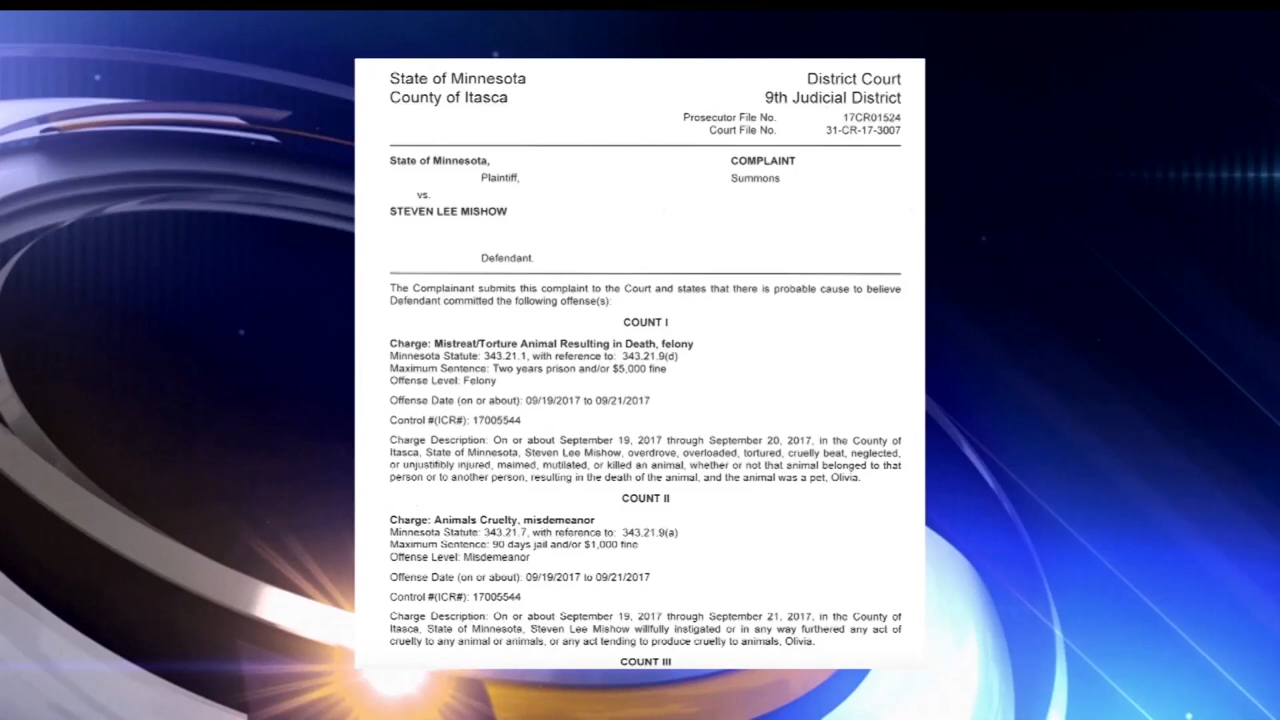 State of Minnesota District Court
County of Itasca 9th Judicial District
Prosecutor File No. 17CR01524
Court File No. 31-CR-17-3007
State of Minnesota, COMPLAINT
Plaintiff, Summons
vs.
STEVEN LEE MISHOW
Defendant.
The Complainant submits this complaint to the Court and states that there is probable cause to believe
Defendant committed the following offense(s):
COUNT I
Charge: Mistreat/Torture Animal Resulting in Death, felony
Minnesota Statute: 343.21.1, with reference to: 343.21.9(d)
Maximum Sentence: Two years prison and/or $5,000 fine
Offense Level: Felony
Offense Date (on or about): 09/19/2017 to 09/21/2017
Control #(ICR#): 17005544
Charge Description: On or about September 19, 2017 through September 20, 2017, in the County of
Itasca, State of Minnesota, Steven Lee Mishow, overdrove, overloaded, tortured, cruelly beat, neglected,
or unjustifibly injured, maimed, mutilated, or killed an animal, whether or not that animal belonged to that
person or to another person, resulting in the death of the animal, and the animal was a pet, Olivia.
COUNT II
Charge: Animals Cruelty, misdemeanor
Minnesota Statute: 343.21.7, with reference to: 343.21.9(a)
Maximum Sentence: 90 days jail and/or $1,000 fine
Offense Level: Misdemeanor
Offense Date (on or about): 09/19/2017 to 09/21/2017
Control #(ICR#): 17005544
Charge Description: On or about September 19, 2017 through September 21, 2017, in the County of
Itasca, State of Minnesota, Steven Lee Mishow willfully instigated or in any way furthered any act of
cruelly to any animal or animals, or any act tending to produce cruelly to animals, Olivia.
COUNT III